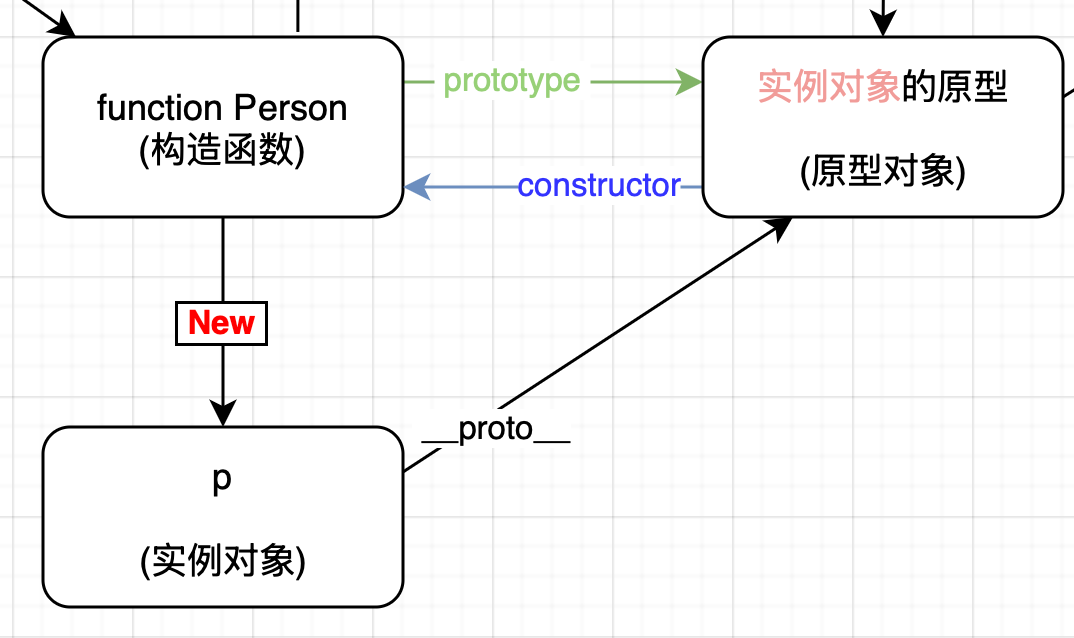 function Person
(构造函数)
prototype
实例对象的原型
(原型对象)
constructor
New
__proto__
p
(实例对象)